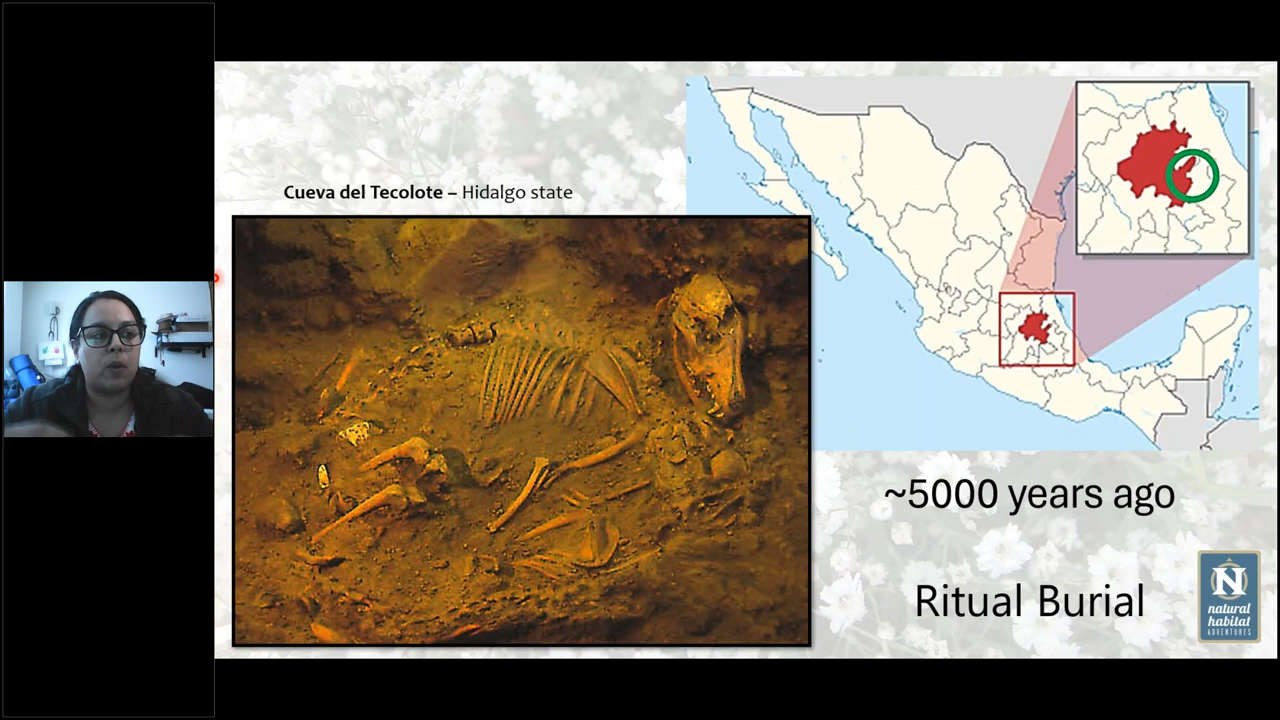 Cueva del Tecolote – Hidalgo state
~5000 years ago
Ritual Burial
N
natural
habitat
ADVENTURES